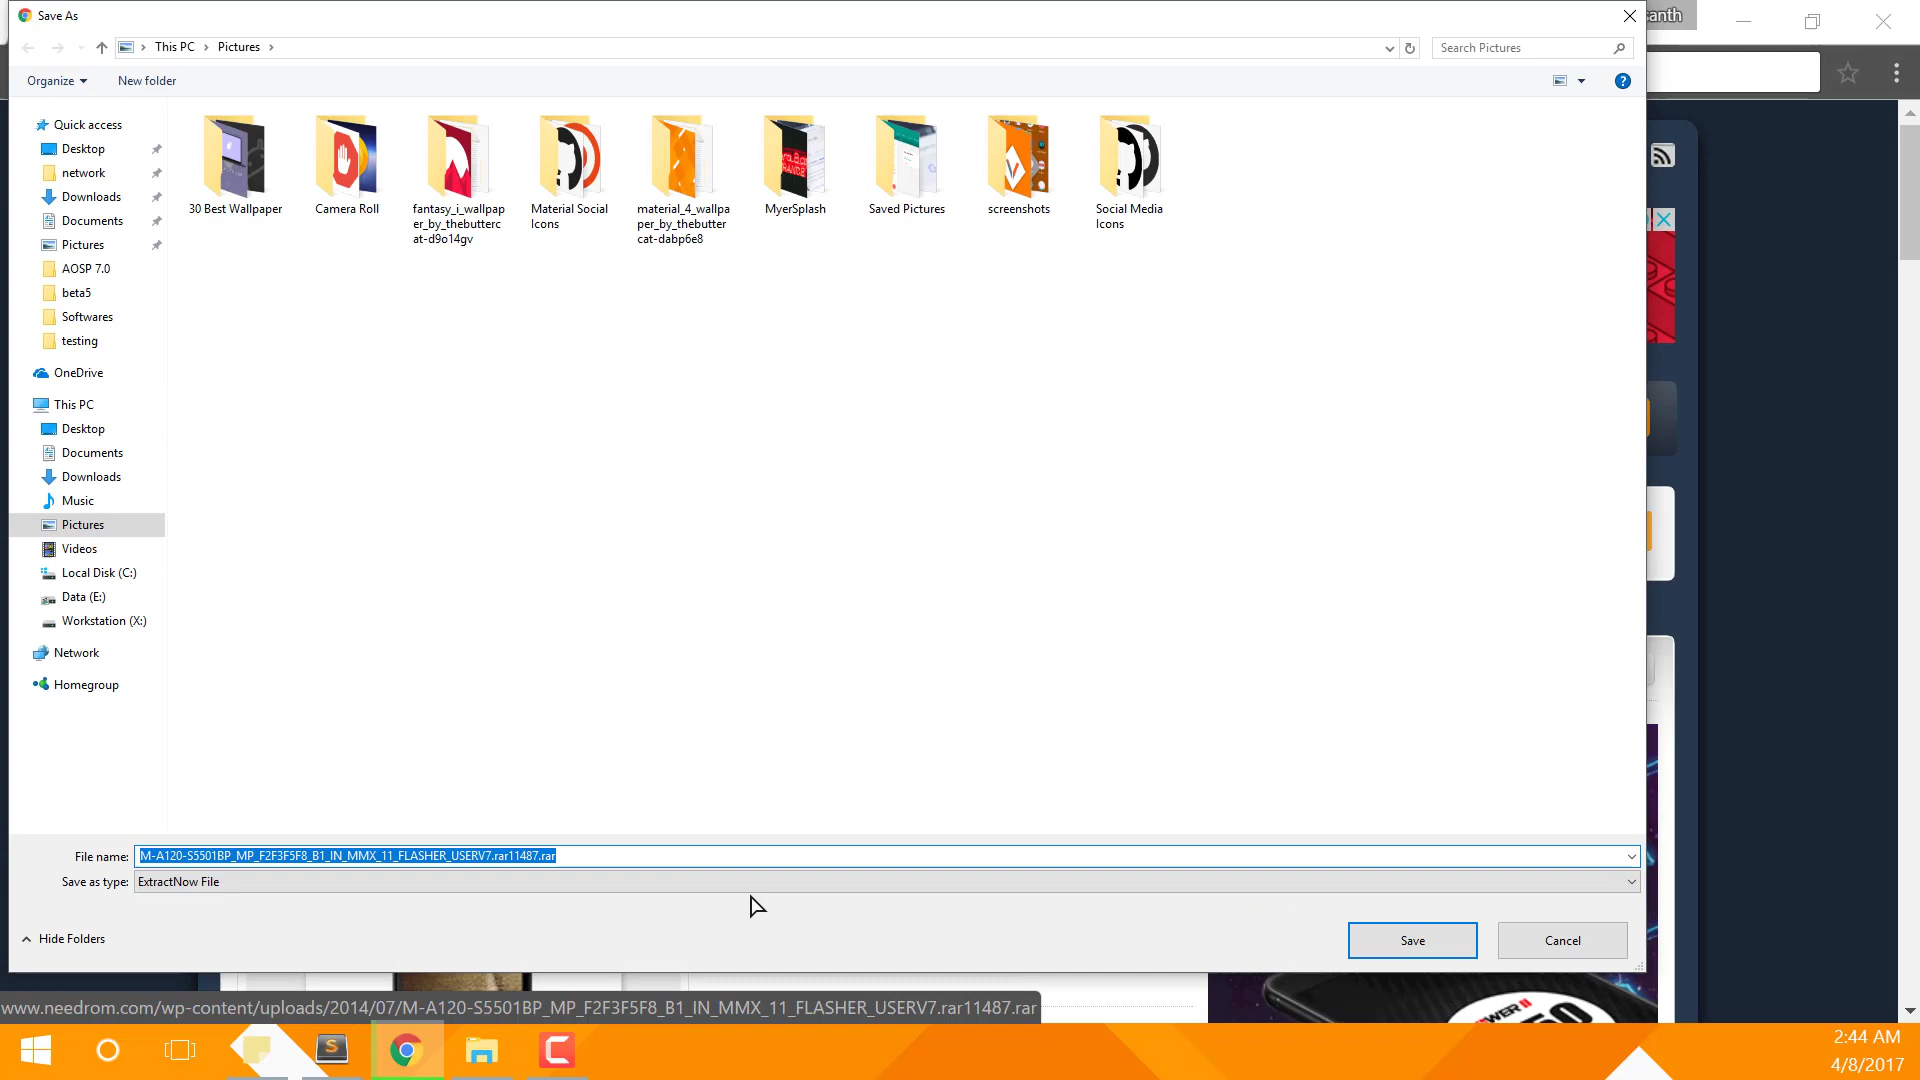 Save As
anth
This PC
Pictures
Search Pictures
Organize
New folder
?
Quick access
Desktop
network
Downloads
Documents
Pictures
AOSP 7.0
beta5
Softwares
testing
OneDrive
This PC
Desktop
Documents
Downloads
Music
Pictures
Videos
Local Disk (C:)
Data (E:)
Workstation (X:)
Network
Homegroup
30 Best Wallpaper
Camera Roll
fantasy_i_wallpap
er_by_thebutterc
at-d9o14gv
Material Social
Icons
material_4_wallpa
per_by_thebutter
cat-dabp6e8
MyerSplash
Saved Pictures
screenshots
Social Media
Icons
File name: M-A120-S5501BP_MP_F2F3F5F8_B1_IN_MMX_11_FLASHER_USERV7.rar11487.rar
Save as type: ExtractNow File
Hide Folders
Save
Cancel
www.needrom.com/wp-content/uploads/2014/07/M-A120-S5501BP_MP_F2F3F5F8_B1_IN_MMX_11_FLASHER_USERV7.rar11487.rar
2:44 AM
4/8/2017